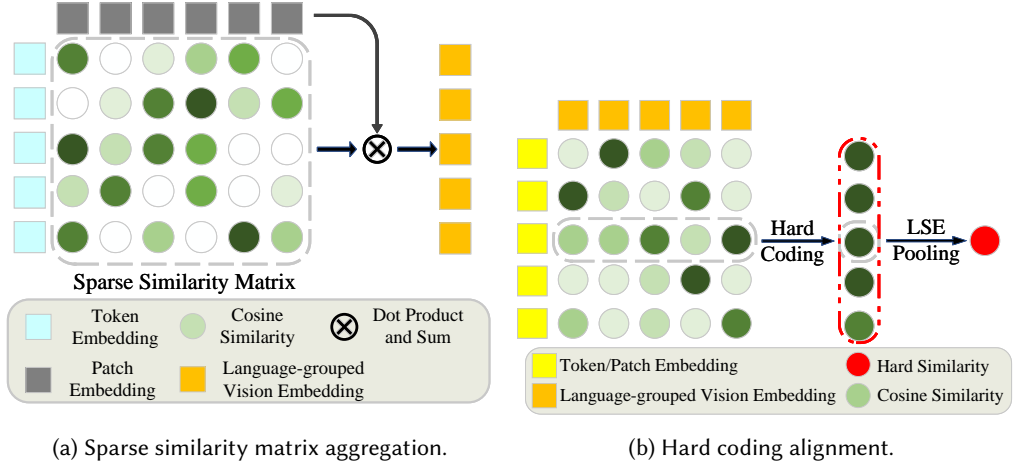 Sparse Similarity Matrix
Token
Embedding
Cosine
Similarity
Dot Product
and Sum
Patch
Embedding
Language-grouped
Vision Embedding
(a) Sparse similarity matrix aggregation.
Hard
Coding
LSE
Pooling
Token/Patch Embedding
Hard Similarity
Language-grouped Vision Embedding
Cosine Similarity
(b) Hard coding alignment.